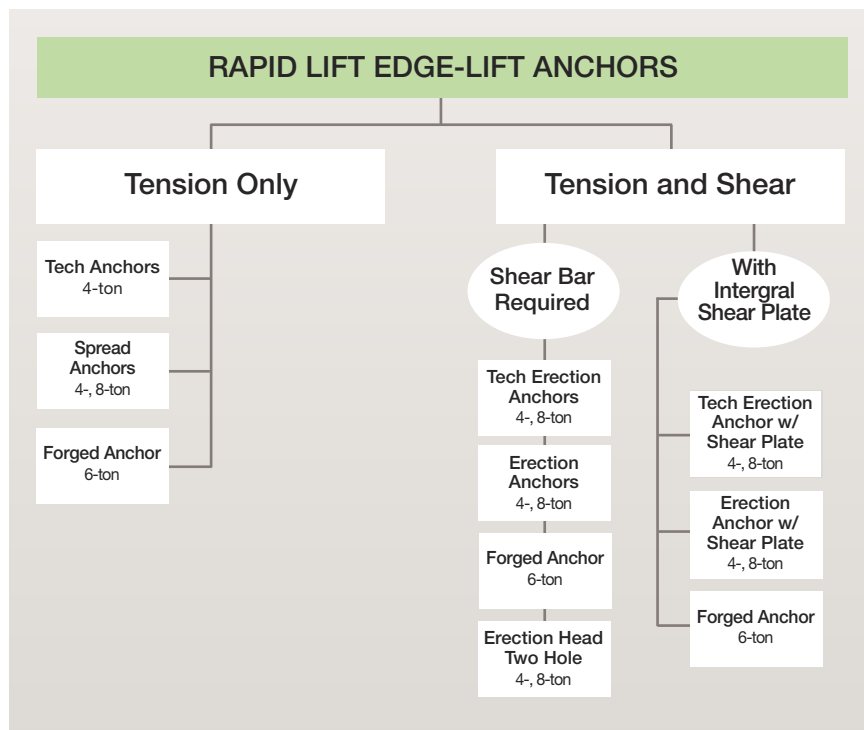 RAPID LIFT EDGE-LIFT ANCHORS
Tension Only
Tech Anchors
4-ton
Spread
Anchors
4-, 8-ton
Forged Anchor
6-ton
Tension and Shear
Shear Bar
Required
Tech Erection
Anchors
4-, 8-ton
Erection
Anchors
4-, 8-ton
Forged Anchor
6-ton
Erection Head
Two Hole
4-, 8-ton
With
Intergral
Shear Plate
Tech Erection
Anchor w/
Shear Plate
4-, 8-ton
Erection
Anchor w/
Shear Plate
4-, 8-ton
Forged Anchor
6-ton